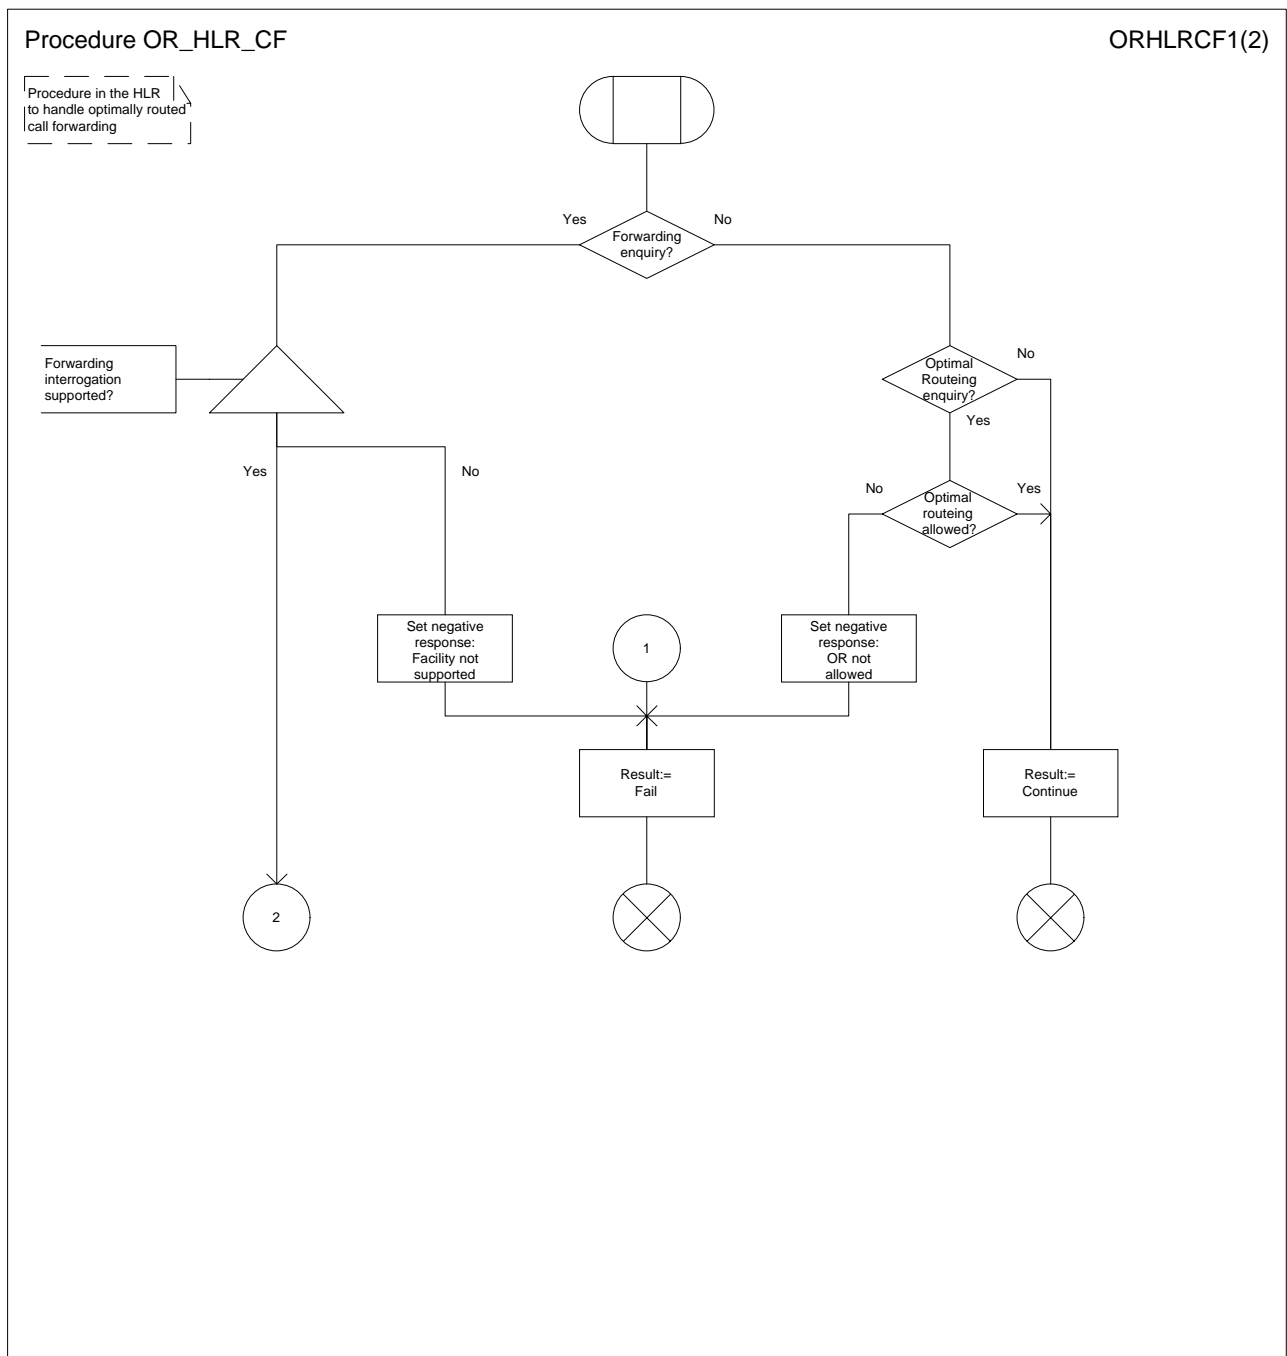 Procedure OR_HLR_CF
ORHLRCF1(2)
Procedure in the HLR
to handle optimally routed
call forwarding
Yes
No
Forwarding
enquiry?
Forwarding
interrogation
supported?
No
Optimal
Routeing
enquiry?
Yes
Yes
No
No
Yes
Optimal
routeing
allowed?
Set negative
response:
Facility not
supported
1
Set negative
response:
OR not
allowed
Result:=
Fail
Result:=
Continue
2